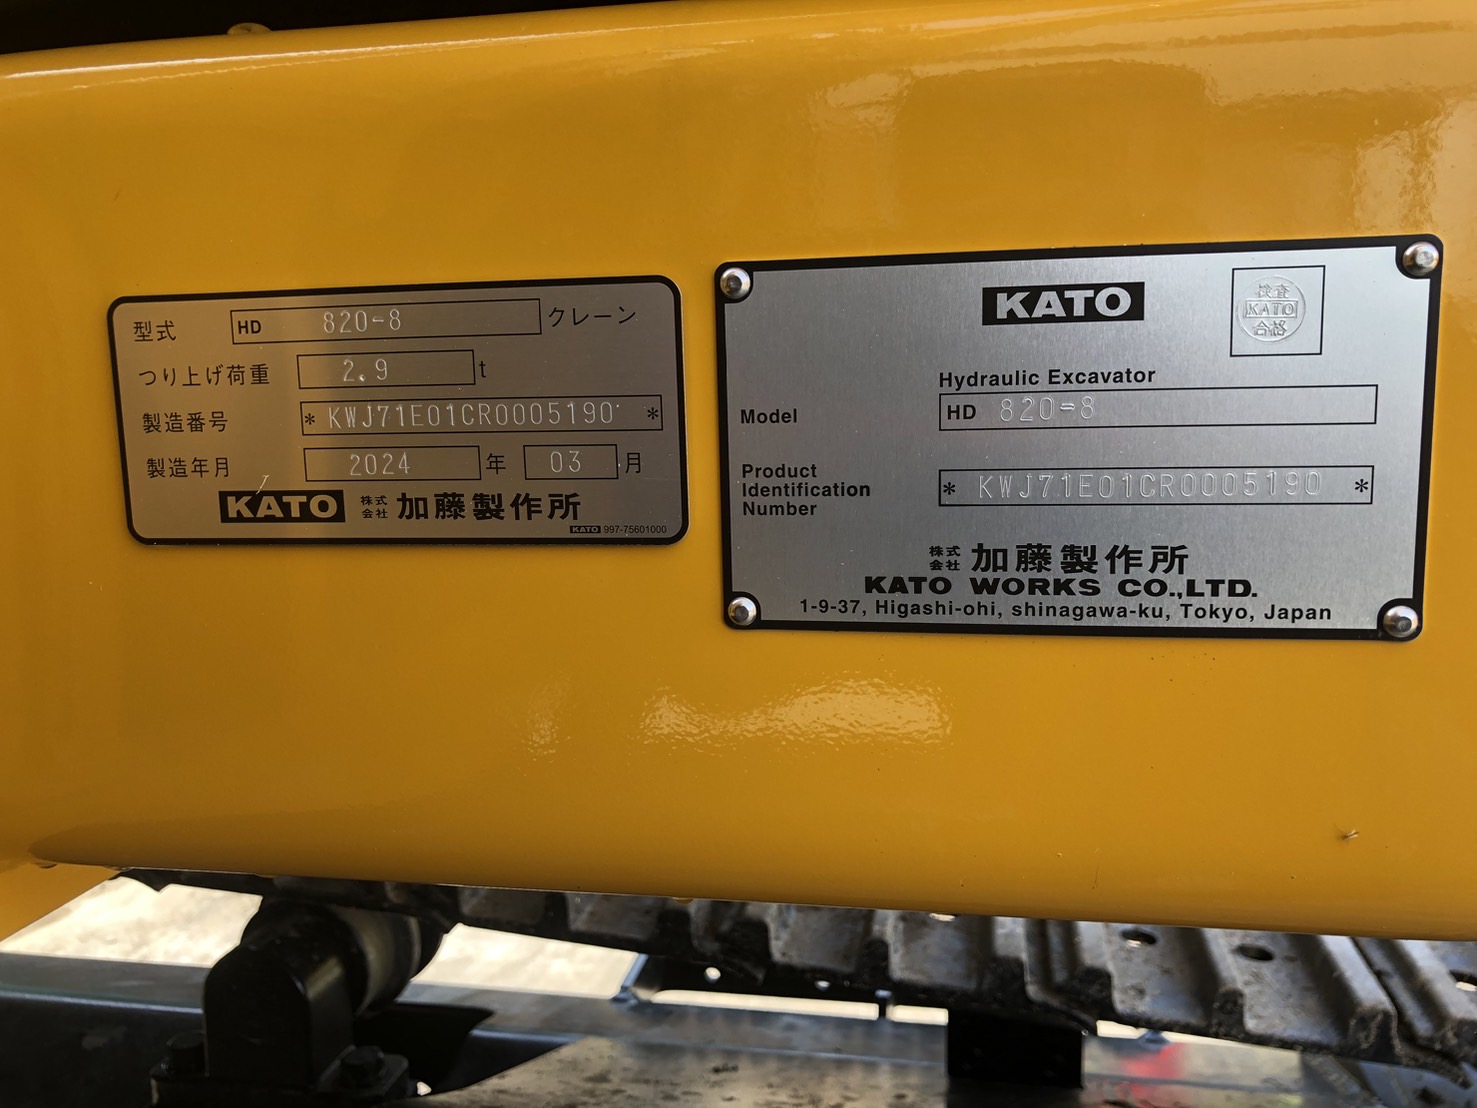 型式 HD 820-8 クレーン
つり上げ荷重 2.9 t
製造番号 * KWJ71E01CR0005190 *
製造年月 2024 年 03 月
KATO 株式会社 加藤製作所
KATO 997-75601000
KATO
検査
KATO
合格
Hydraulic Excavator
Model HD 820-8
Product
Identification
Number
* KWJ71E01CR0005190 *
株式会社 加藤製作所
KATO WORKS CO.,LTD.
1-9-37, Higashi-ohi, shinagawa-ku, Tokyo, Japan